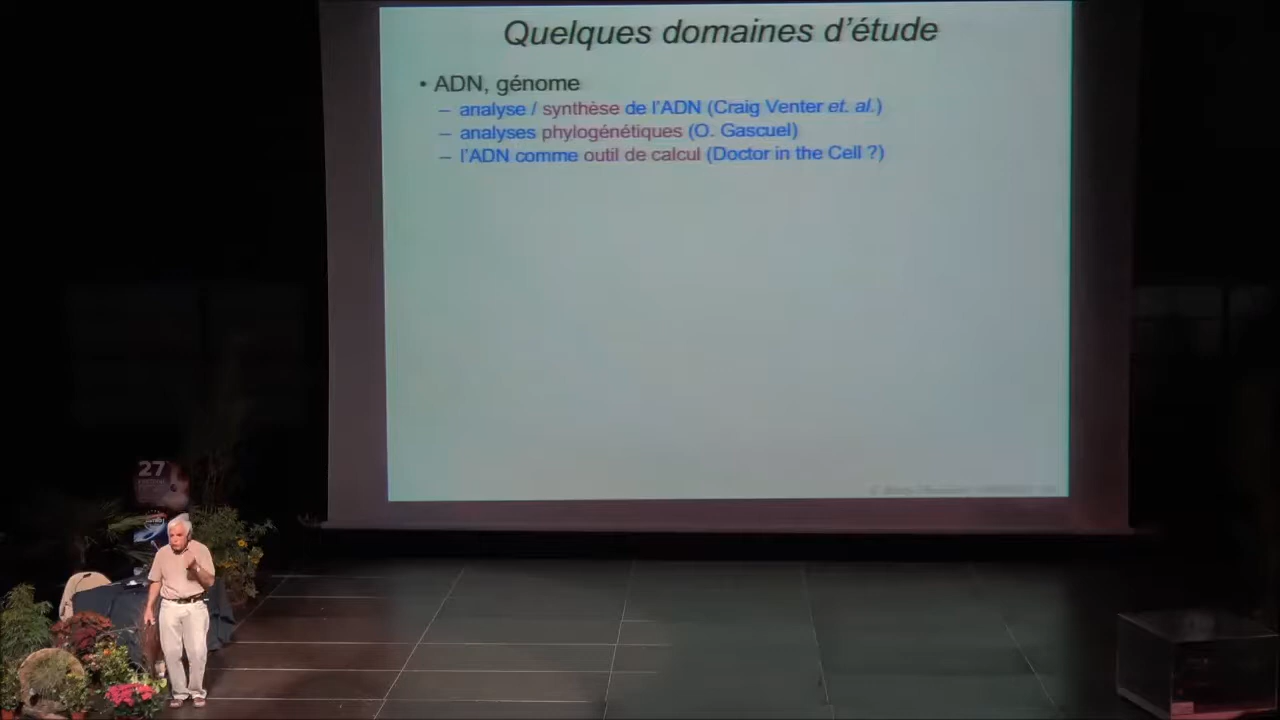 Quelques domaines d'étude
• ADN, génome
– analyse / synthèse de l'ADN (Craig Venter et. al.)
– analyses phylogénétiques (O. Gascuel)
– l'ADN comme outil de calcul (Doctor in the Cell ?)
27